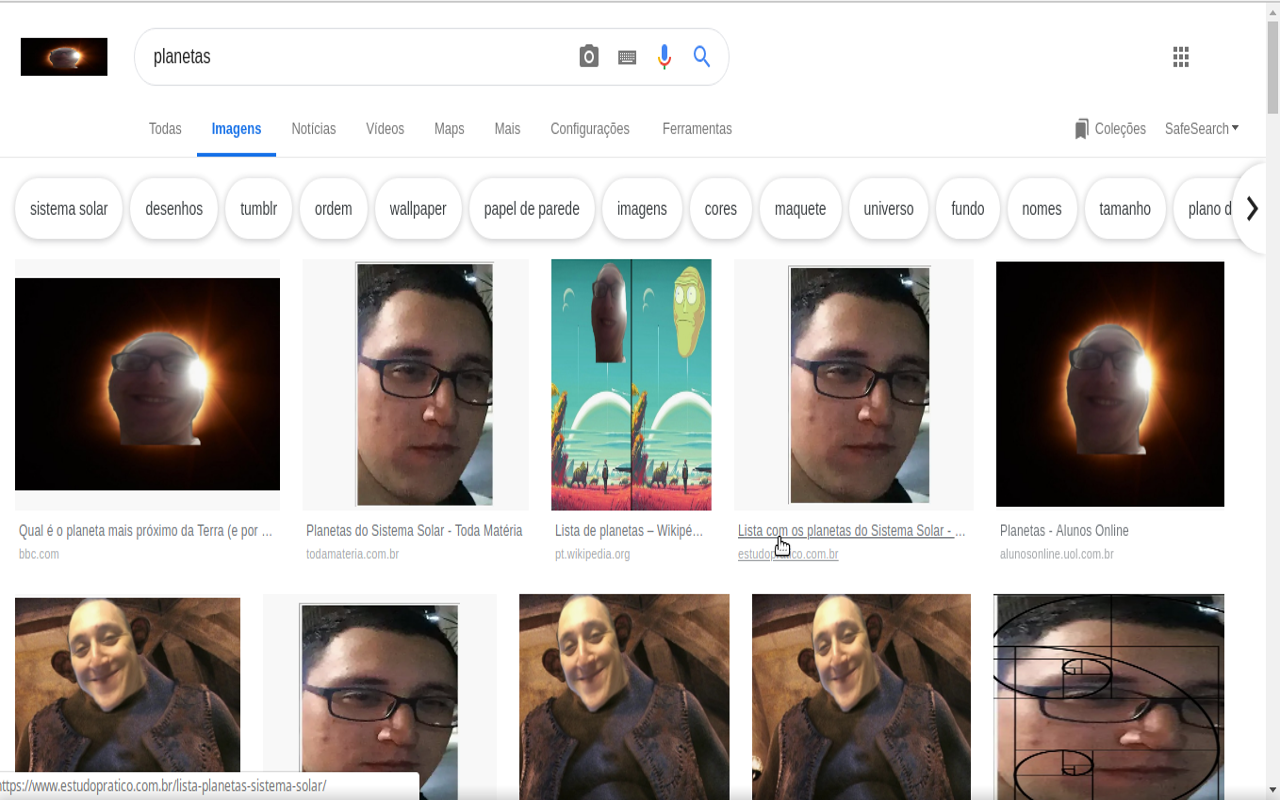 planetas
Todas Imagens Notícias Vídeos Maps Mais Configurações Ferramentas Coleções SafeSearch
sistema solar desenhos tumblr ordem wallpaper papel de parede imagens cores maquete universo fundo nomes tamanho plano d
Qual é o planeta mais próximo da Terra (e por ... Planetas do Sistema Solar - Toda Matéria Lista de planetas – Wikipé... Lista com os planetas do Sistema Solar - ... Planetas - Alunos Online
bbc.com todamateria.com.br pt.wikipedia.org estudopratico.com.br alunosonline.uol.com.br
https://www.estudopratico.com.br/lista-planetas-sistema-solar/